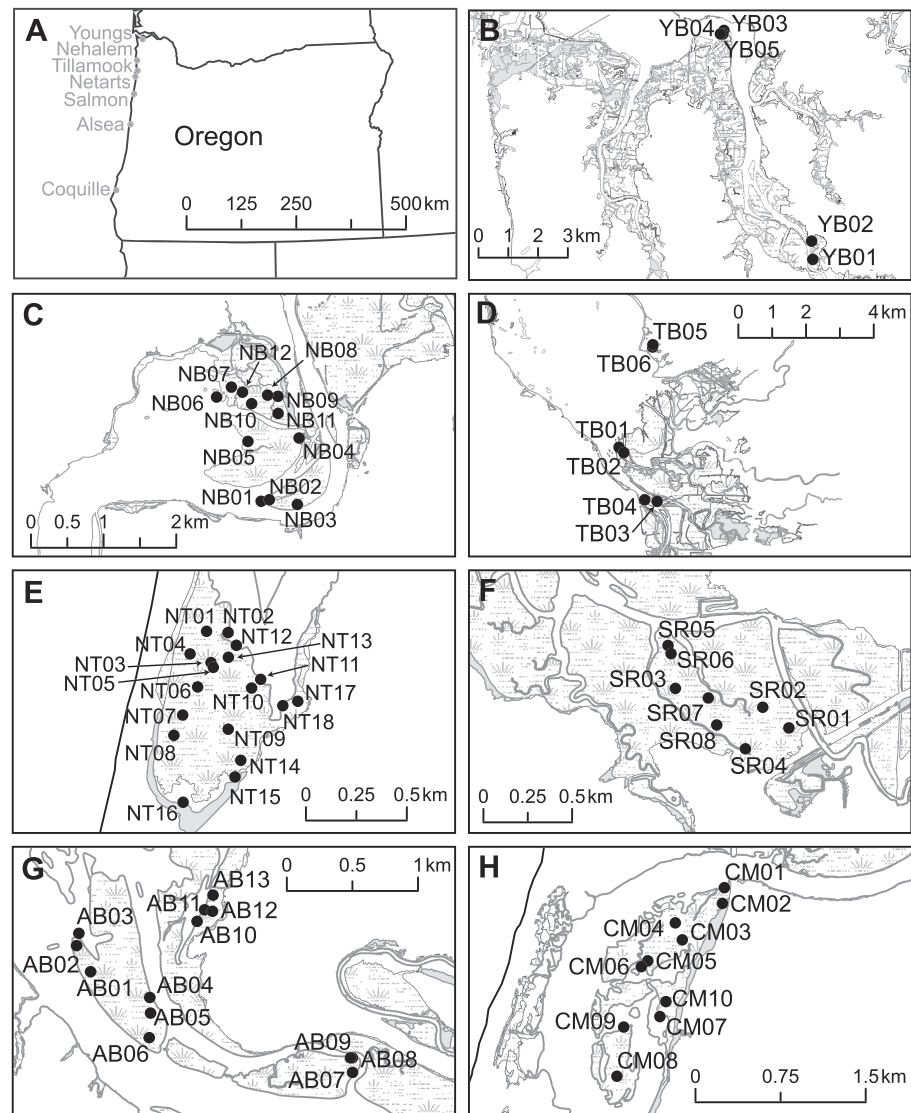 A
Youngs
Nehalem
Tillamook
Netarts
Salmon
Alsea
Coquille
Oregon
0 125 250 500 km
B
YB04 YB03
YB05
YB02
YB01
0 1 2 3 km
C
NB12 NB08
NB07
NB06
NB09
NB10 NB11
NB05 NB04
NB01 NB02
NB03
0 0.5 1 2 km
D
0 1 2 4 km
TB05
TB06
TB01
TB02
TB04
TB03
E
NT01 NT02
NT12
NT04 NT13
NT03
NT05 NT11
NT06 NT10 NT17
NT07 NT18
NT08 NT09
NT14
NT15
NT16
0 0.25 0.5 km
F
SR05
SR06
SR03
SR02
SR07 SR01
SR08
SR04
0 0.25 0.5 km
G
0 0.5 1 km
AB13
AB11 AB12
AB03 AB10
AB02
AB01 AB04
AB05
AB06 AB09
AB08
AB07
H
CM01
CM02
CM04 CM03
CM06 CM05
CM10
CM09 CM07
CM08
0 0.75 1.5 km